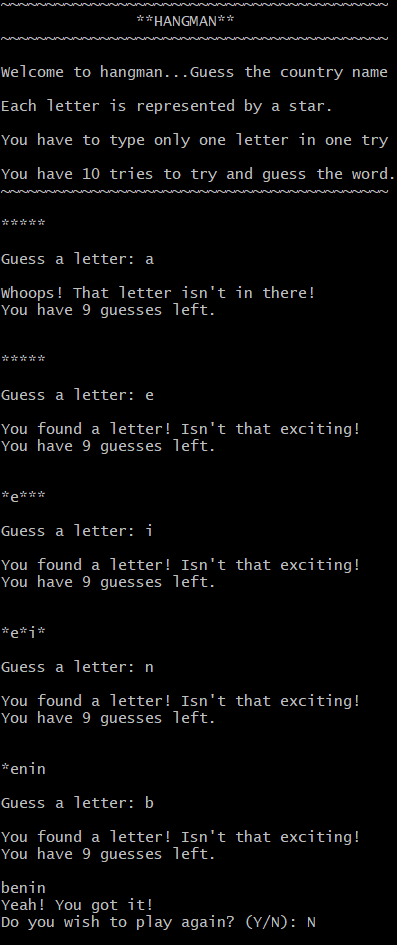 ~~~~~~~~~~~~~~~~~~~~~~~~~~~~~~~~~~~~~~~~~~~
**HANGMAN**
~~~~~~~~~~~~~~~~~~~~~~~~~~~~~~~~~~~~~~~~~~~
Welcome to hangman...Guess the country name
Each letter is represented by a star.
You have to type only one letter in one try
You have 10 tries to try and guess the word.
~~~~~~~~~~~~~~~~~~~~~~~~~~~~~~~~~~~~~~~~~~~
*****
Guess a letter: a
Whoops! That letter isn't in there!
You have 9 guesses left.
*****
Guess a letter: e
You found a letter! Isn't that exciting!
You have 9 guesses left.
*e***
Guess a letter: i
You found a letter! Isn't that exciting!
You have 9 guesses left.
*e*i*
Guess a letter: n
You found a letter! Isn't that exciting!
You have 9 guesses left.
*enin
Guess a letter: b
You found a letter! Isn't that exciting!
You have 9 guesses left.
benin
Yeah! You got it!
Do you wish to play again? (Y/N): N